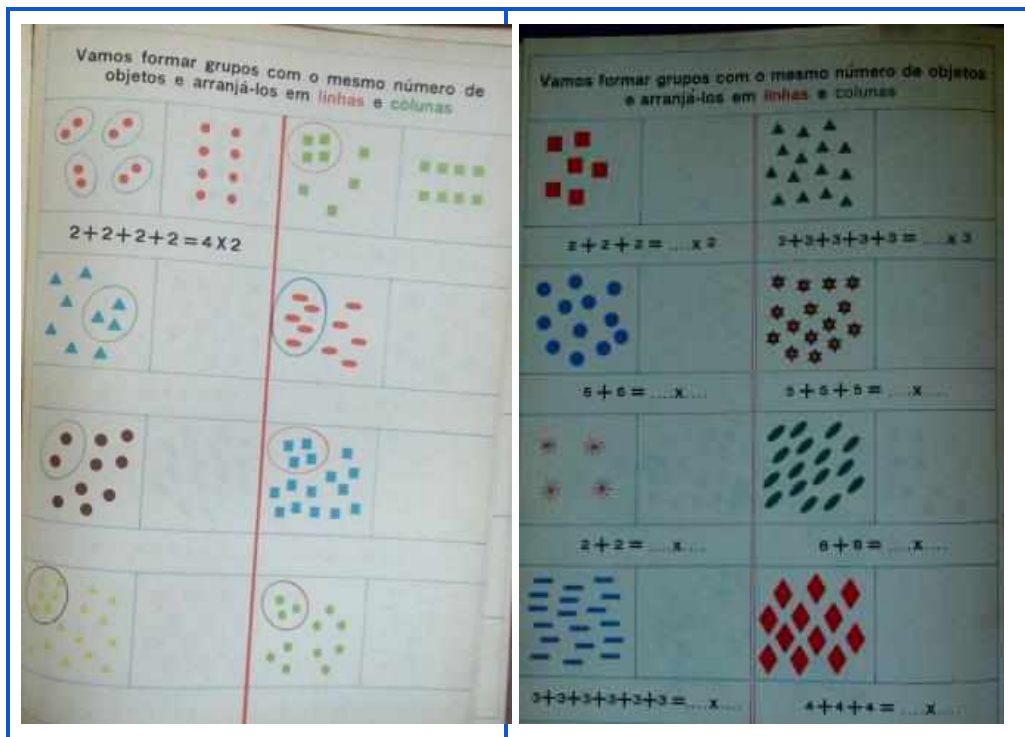 Vamos formar grupos com o mesmo número de
objetos e arranjá-los em linhas e colunas
2+2+2+2=4X2
Vamos formar grupos com o mesmo número de objetos
e arranjá-los em linhas e colunas
2+2+2=....x 2
3+3+3+3=....x 3
6+6=....x....
5+5+5=....x....
2+2=....x....
8+8=....x....
3+3+3+3+3+3=....x....
4+4+4=....x....